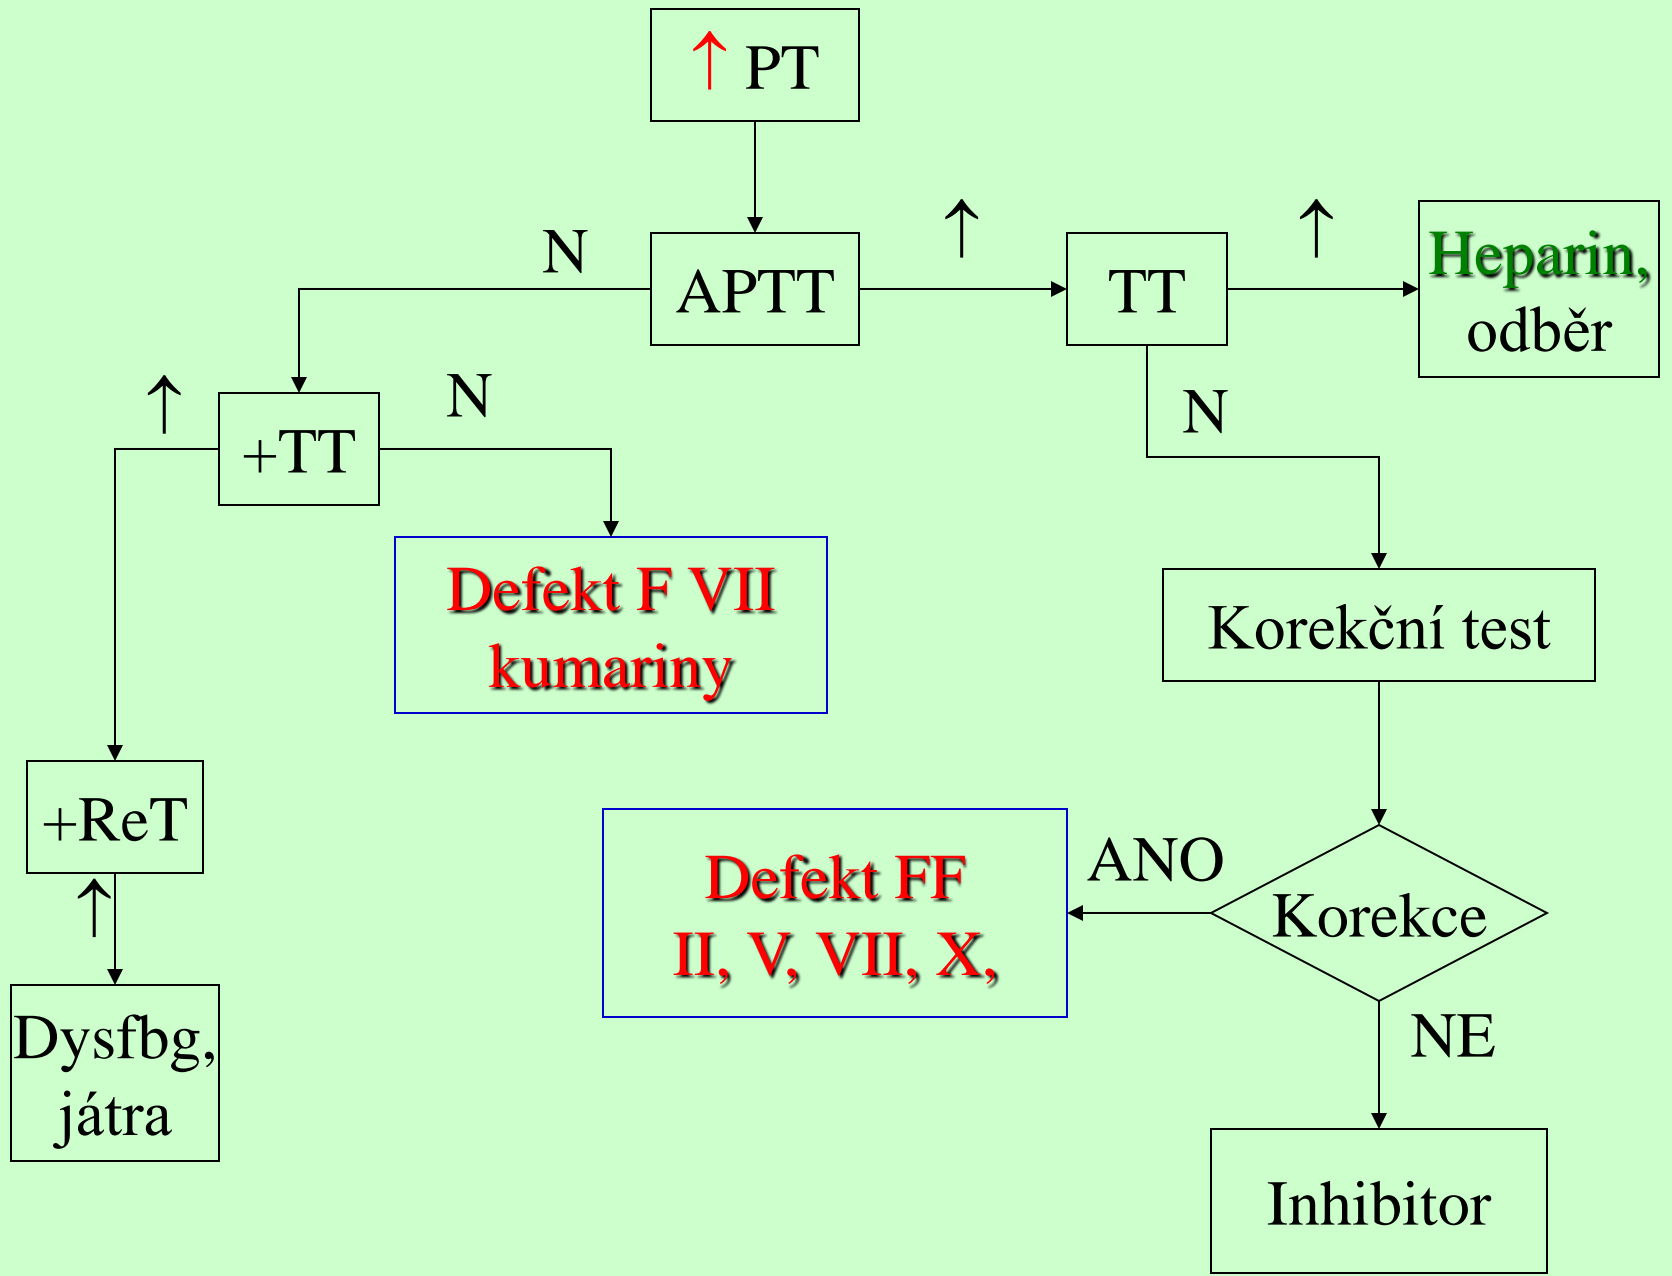 ↑ PT
N
APTT
↑
TT
↑
Heparin,
odběr
↑
+TT
N
N
Defekt F VII
kumariny
Korekční test
+ReT
↑
Defekt FF
II, V, VII, X,
ANO
Korekce
NE
Dysfbg,
játra
Inhibitor